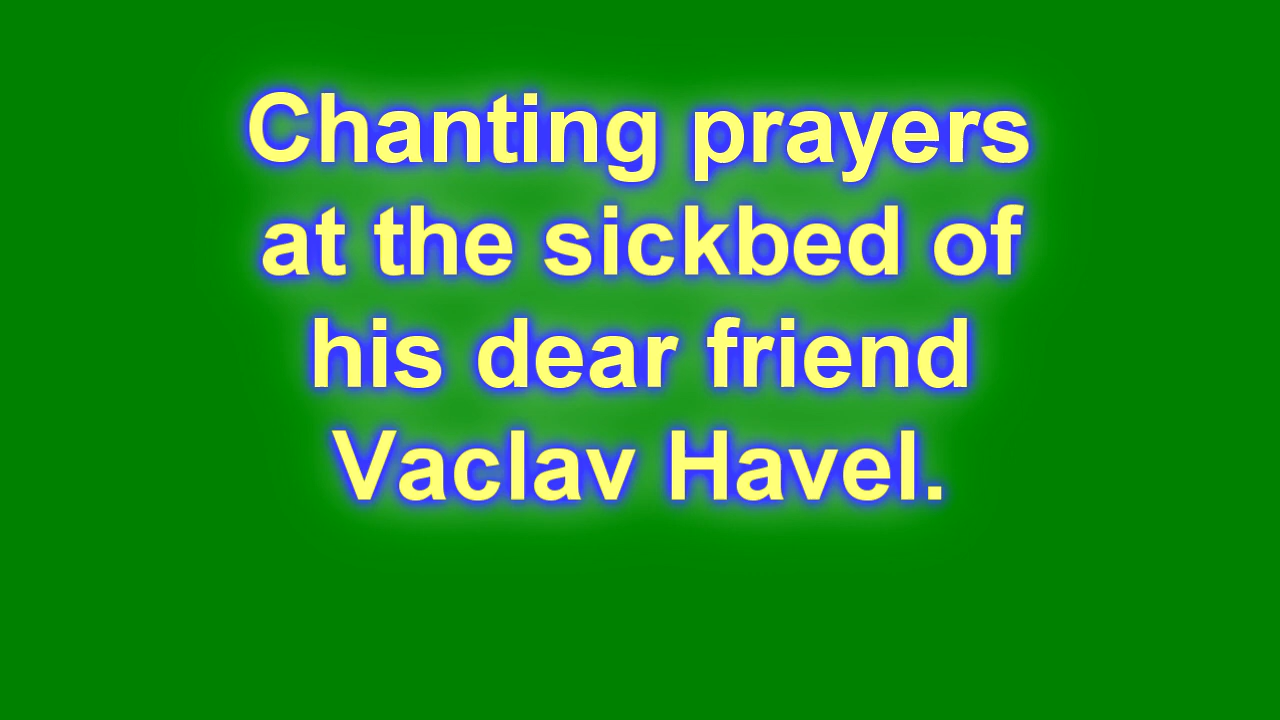 Chanting prayers
at the sickbed of
his dear friend
Vaclav Havel.